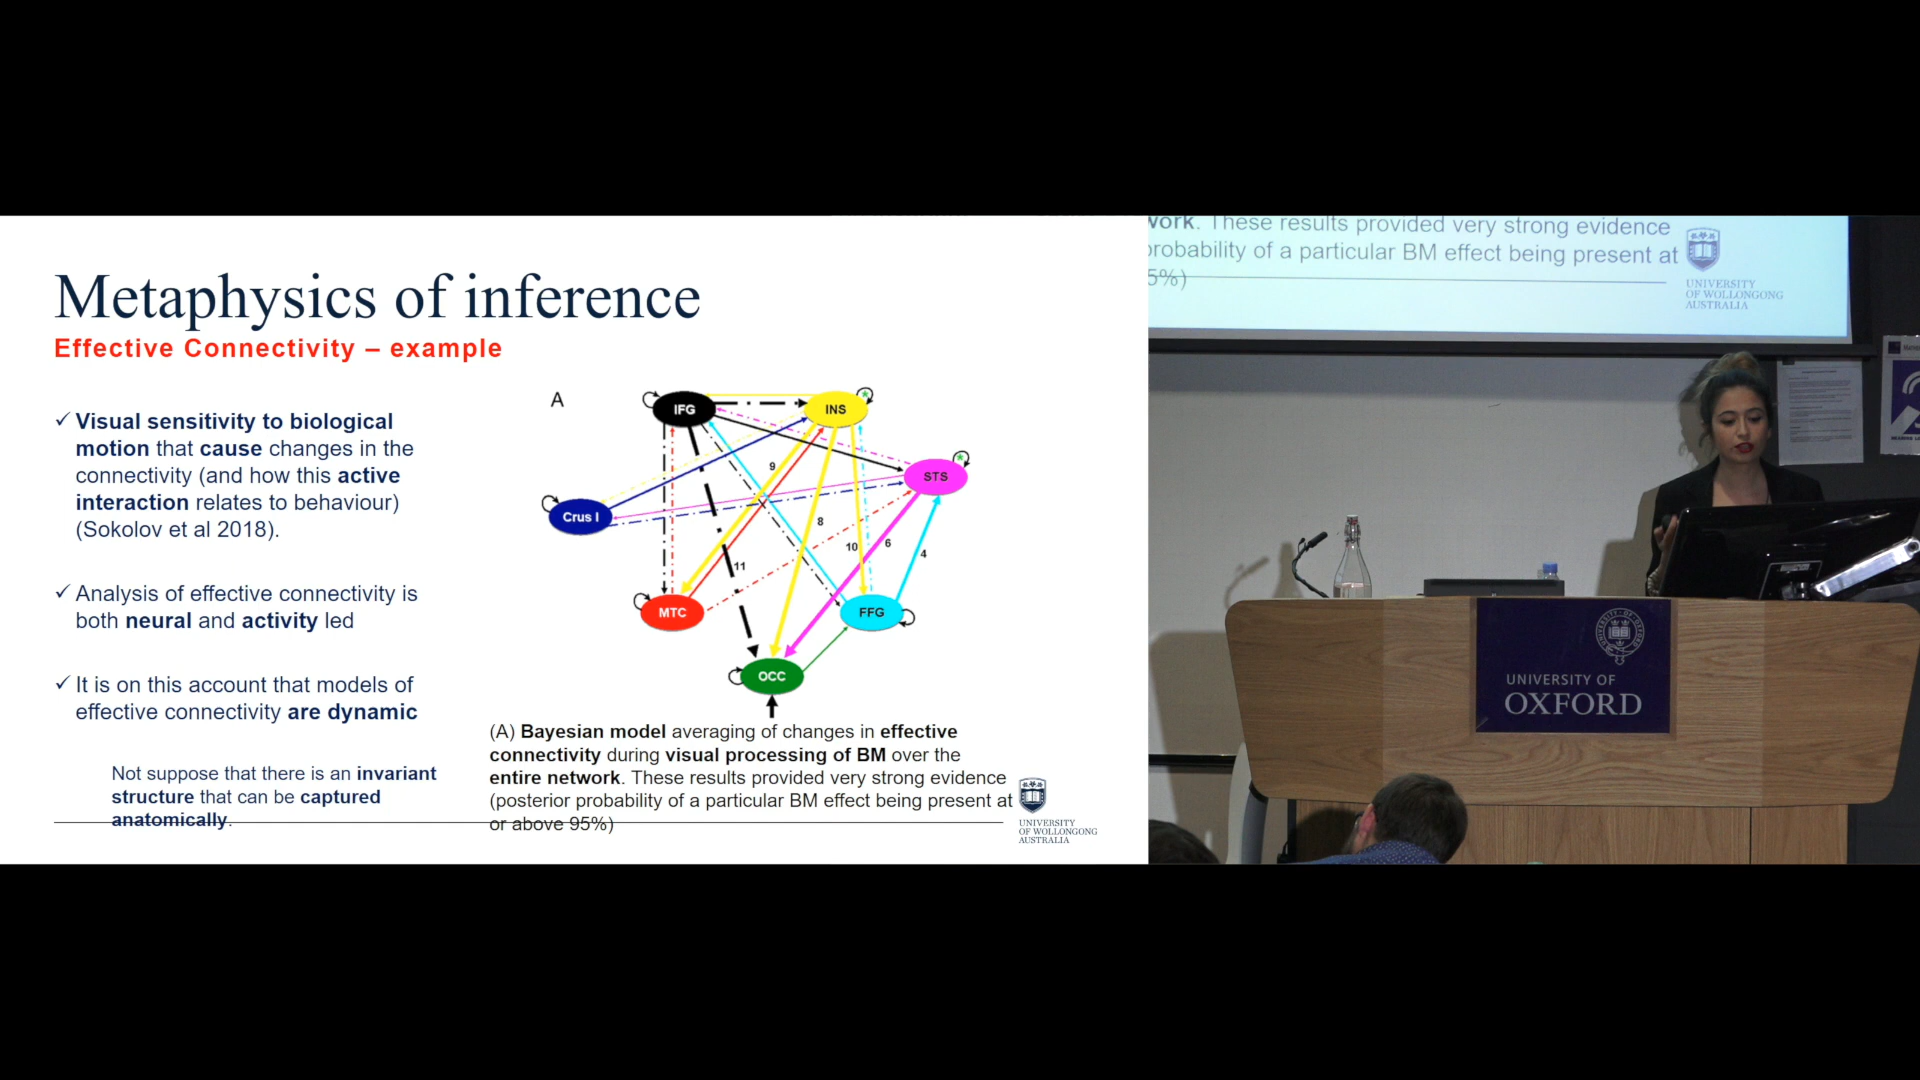 Metaphysics of inference
Effective Connectivity – example
✓ Visual sensitivity to biological
motion that cause changes in the
connectivity (and how this active
interaction relates to behaviour)
(Sokolov et al 2018).
✓ Analysis of effective connectivity is
both neural and activity led
✓ It is on this account that models of
effective connectivity are dynamic
Not suppose that there is an invariant
structure that can be captured
anatomically.
A
IFG
INS
STS
Crus I
MTC
FFG
OCC
9
8
10
6
4
11
(A) Bayesian model averaging of changes in effective
connectivity during visual processing of BM over the
entire network. These results provided very strong evidence
(posterior probability of a particular BM effect being present at
or above 95%)
UNIVERSITY
OF WOLLONGONG
AUSTRALIA
work. These results provided very strong evidence
probability of a particular BM effect being present at
5%)
UNIVERSITY
OF WOLLONGONG
AUSTRALIA
UNIVERSITY OF
OXFORD